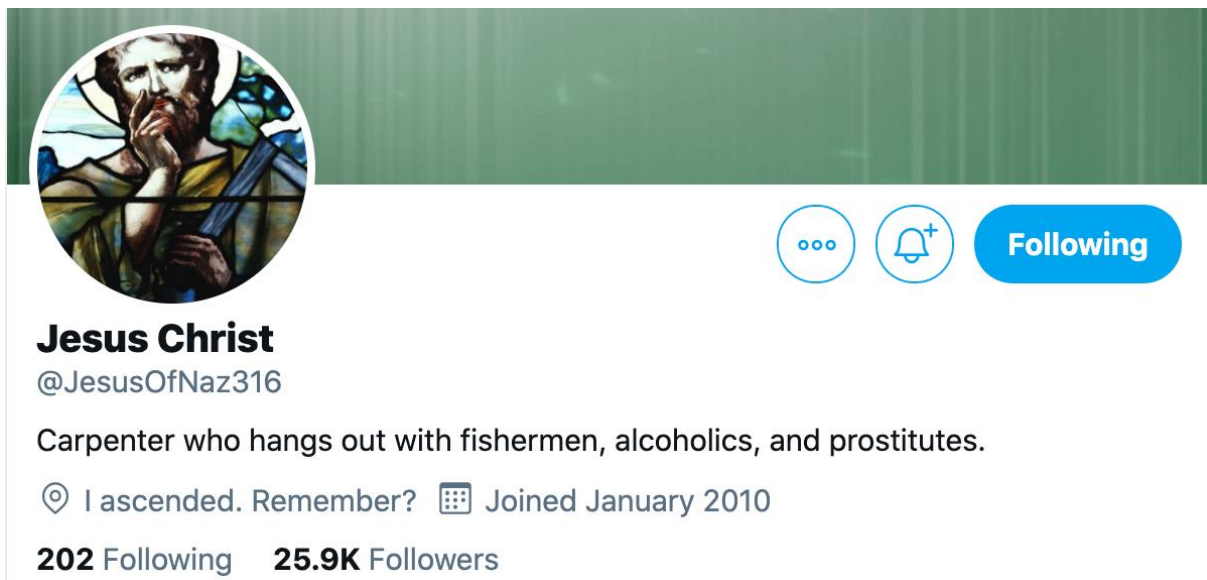 Following
Jesus Christ
@JesusOfNaz316
Carpenter who hangs out with fishermen, alcoholics, and prostitutes.
I ascended. Remember? Joined January 2010
202 Following 25.9K Followers